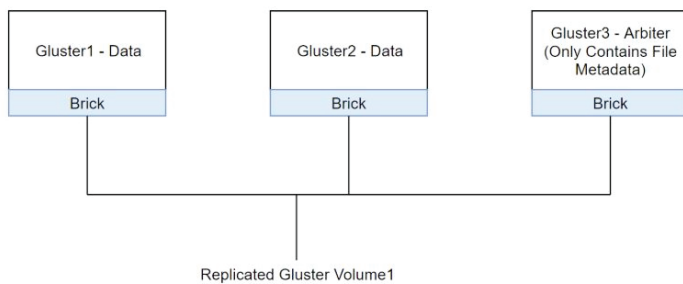 Gluster1 - Data
Brick
Gluster2 - Data
Brick
Gluster3 - Arbiter
(Only Contains File
Metadata)
Brick
Replicated Gluster Volume1